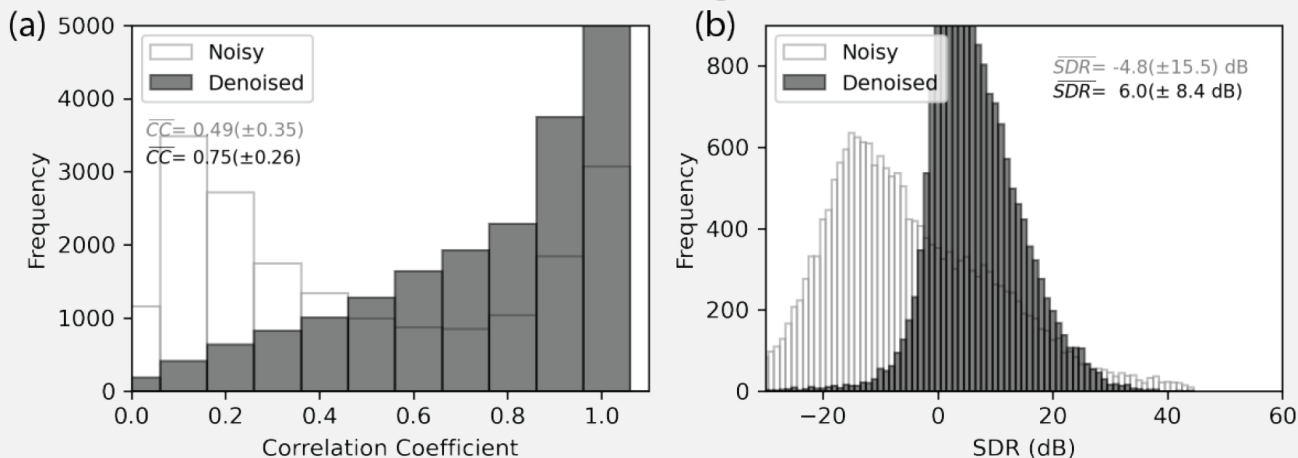 (a)
5000
4000
3000
2000
1000
0
Frequency
Noisy
Denoised
CC= 0.49(±0.35)
CC= 0.75(±0.26)
0.0 0.2 0.4 0.6 0.8 1.0
Correlation Coefficient
(b)
800
600
400
200
0
Frequency
Noisy
Denoised
SDR= -4.8(±15.5) dB
SDR= 6.0(± 8.4 dB)
−20 0 20 40 60
SDR (dB)